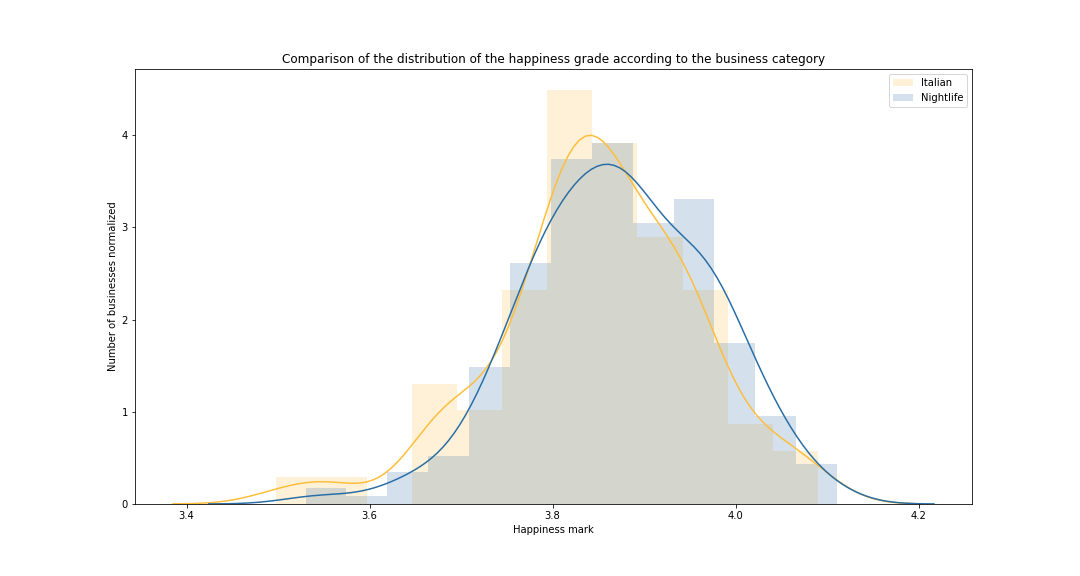 Comparison of the distribution of the happiness grade according to the business category
Italian
Nightlife
4
3
2
1
0
Number of businesses normalized
3.4 3.6 3.8 4.0 4.2
Happiness mark